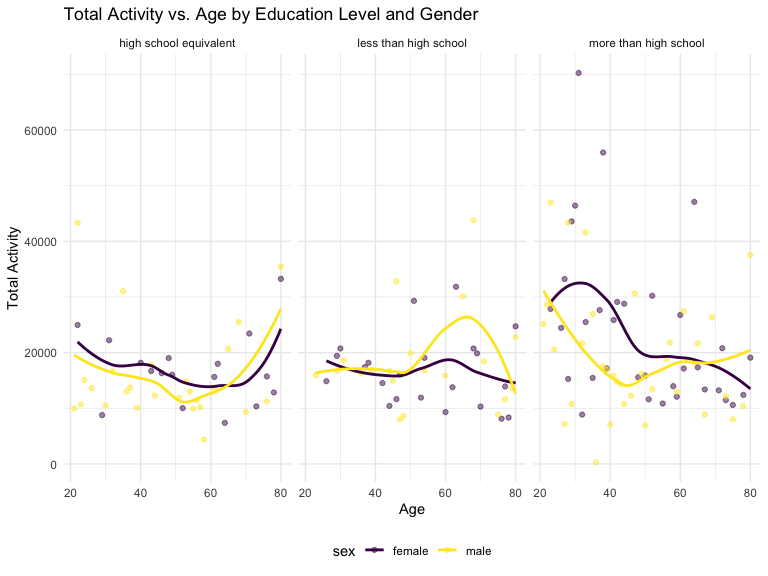 Total Activity vs. Age by Education Level and Gender
high school equivalent
less than high school
more than high school
60000
40000
20000
0
Total Activity
20 40 60 80
20 40 60 80
20 40 60 80
Age
sex female male